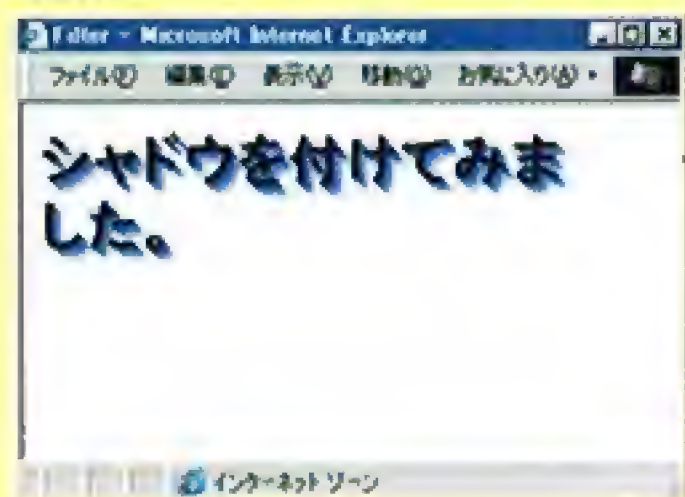 Filter - Microsoft Internet Explorer
ファイル(F) 編集(E) 表示(V) 移動(G) お気に入り(A)
シャドウを付けてみま
した。
インターネット ゾーン